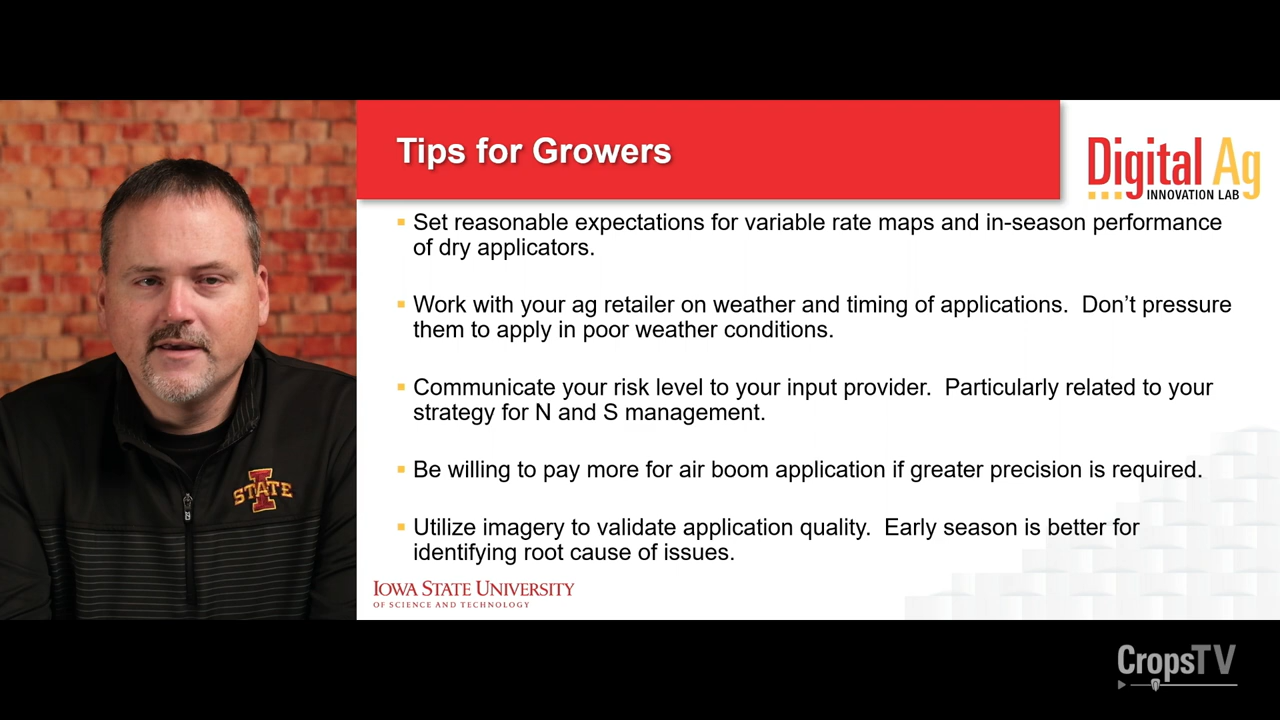 Tips for Growers
Digital Ag
INNOVATION LAB
▪ Set reasonable expectations for variable rate maps and in-season performance
of dry applicators.
▪ Work with your ag retailer on weather and timing of applications.  Don’t pressure
them to apply in poor weather conditions.
▪ Communicate your risk level to your input provider.  Particularly related to your
strategy for N and S management.
▪ Be willing to pay more for air boom application if greater precision is required.
▪ Utilize imagery to validate application quality.  Early season is better for
identifying root cause of issues.
STATE
IOWA STATE UNIVERSITY
OF SCIENCE AND TECHNOLOGY
CropsTV